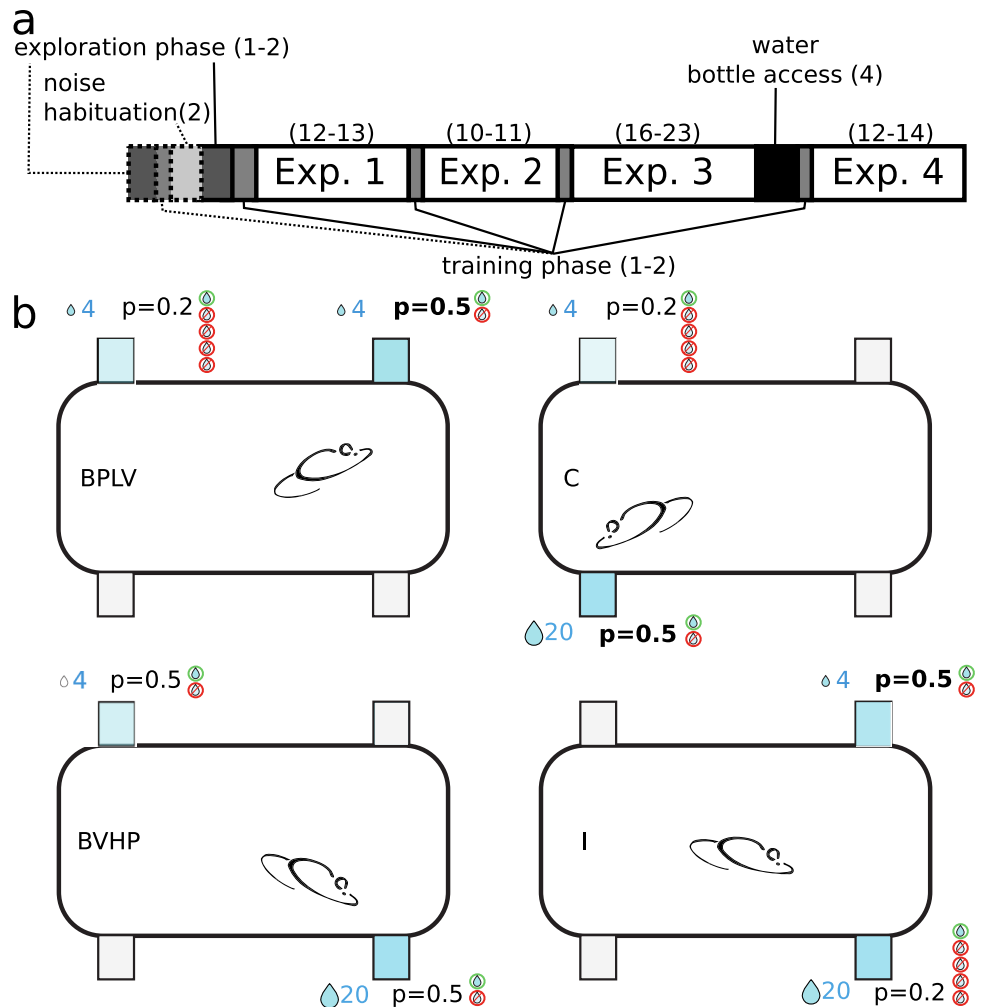 a
exploration phase (1-2)
noise
habituation(2)
water
bottle access (4)
(12-13)
(10-11)
(16-23)
(12-14)
Exp. 1
Exp. 2
Exp. 3
Exp. 4
training phase (1-2)
b
4 p=0.2
4 p=0.5
4 p=0.2
BPLV
C
20 p=0.5
4 p=0.5
4 p=0.5
BVHP
I
20 p=0.5
20 p=0.2